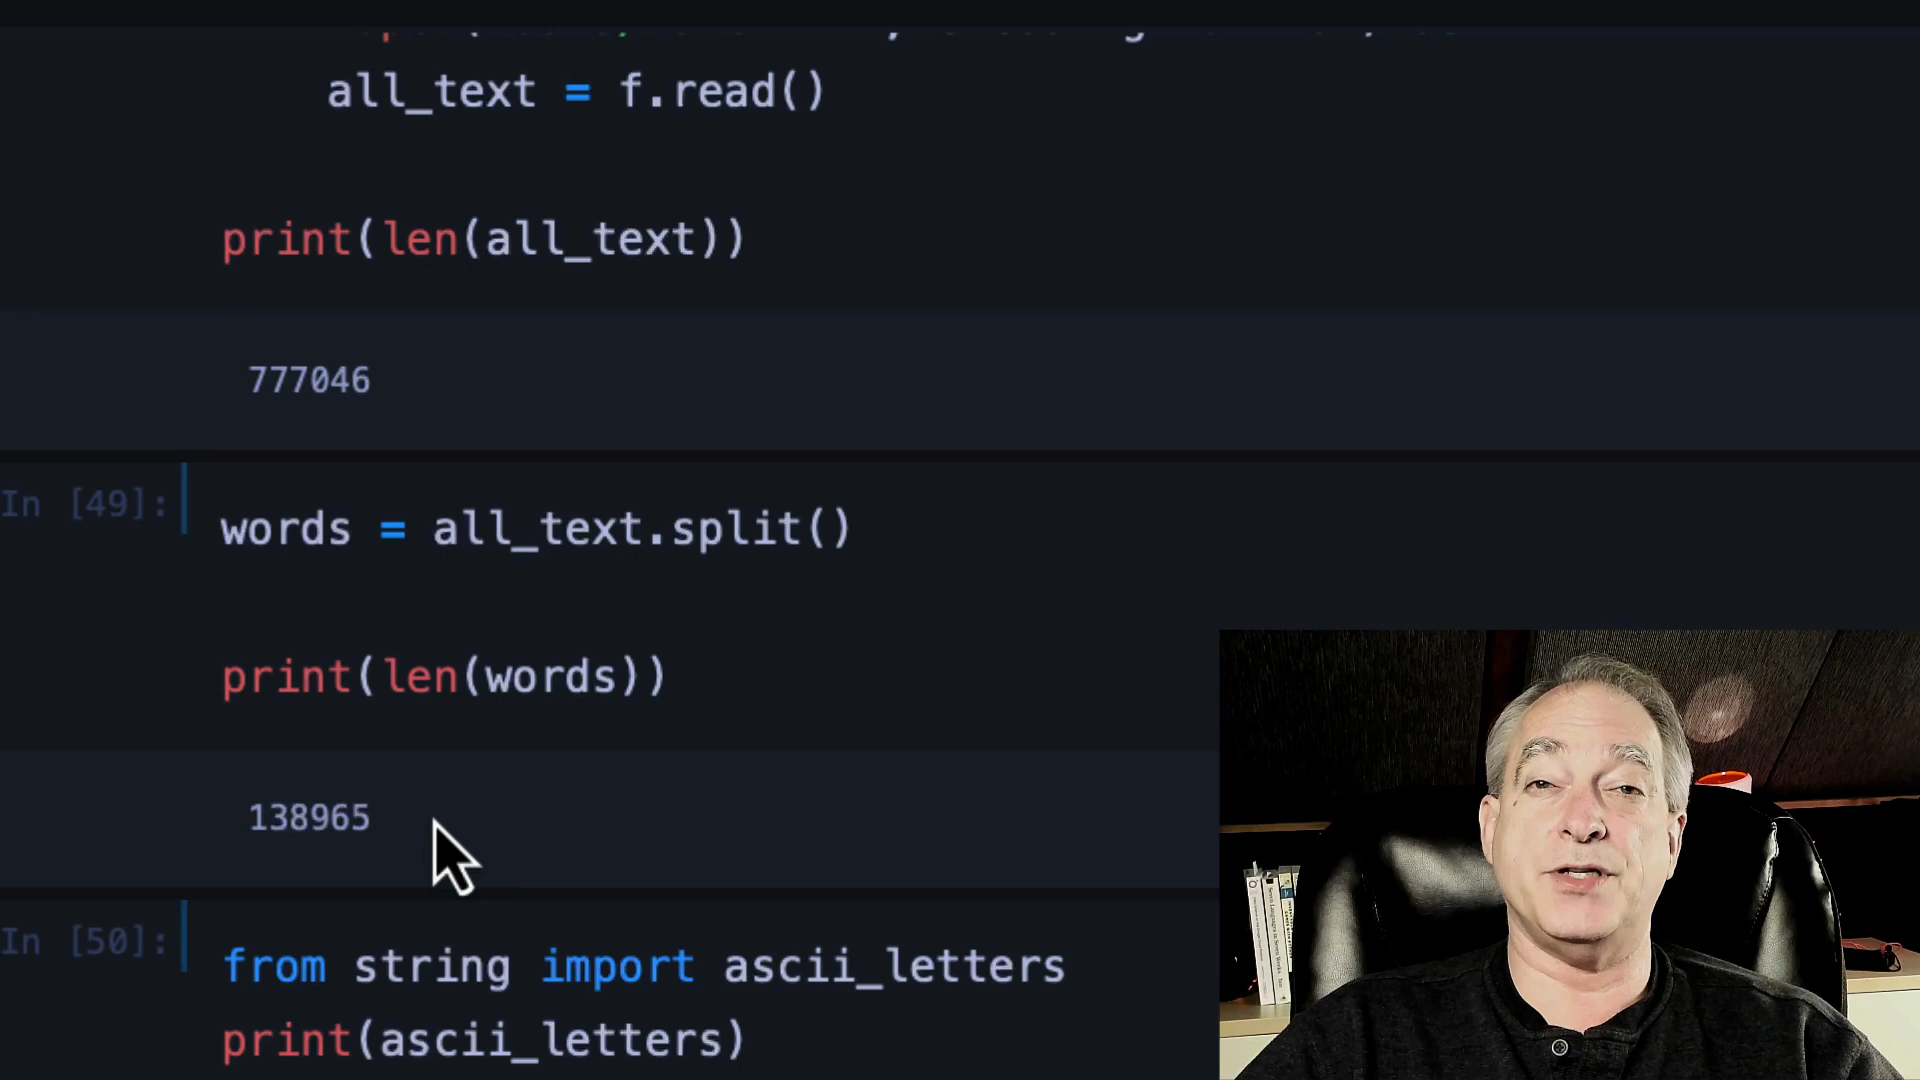 all_text = f.read()
print(len(all_text))
777046
In [49]:
words = all_text.split()
print(len(words))
138965
In [50]:
from string import ascii_letters
print(ascii_letters)